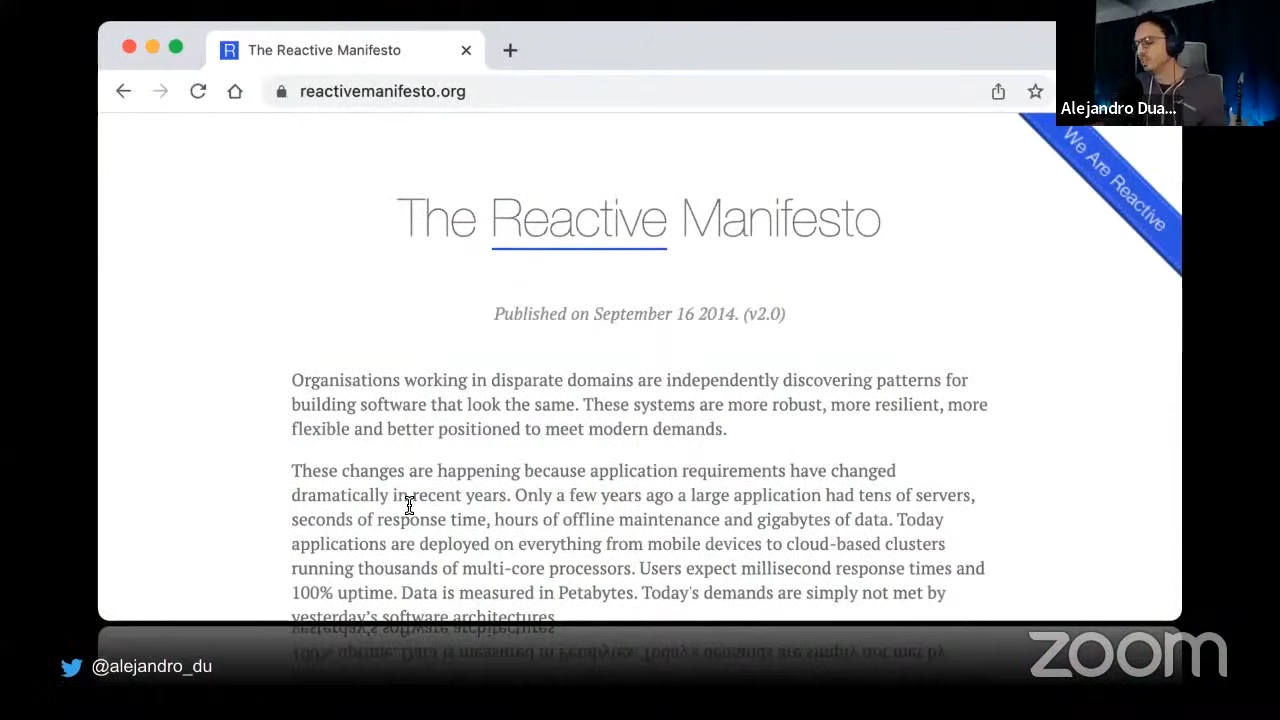 The Reactive Manifesto
reactivemanifesto.org
Alejandro Dua...
We Are Reactive
The Reactive Manifesto
Published on September 16 2014. (v2.0)
Organisations working in disparate domains are independently discovering patterns for
building software that look the same. These systems are more robust, more resilient, more
flexible and better positioned to meet modern demands.
These changes are happening because application requirements have changed
dramatically in recent years. Only a few years ago a large application had tens of servers,
seconds of response time, hours of offline maintenance and gigabytes of data. Today
applications are deployed on everything from mobile devices to cloud-based clusters
running thousands of multi-core processors. Users expect millisecond response times and
100% uptime. Data is measured in Petabytes. Today's demands are simply not met by
yesterday's software architectures.
@alejandro_du
zoom